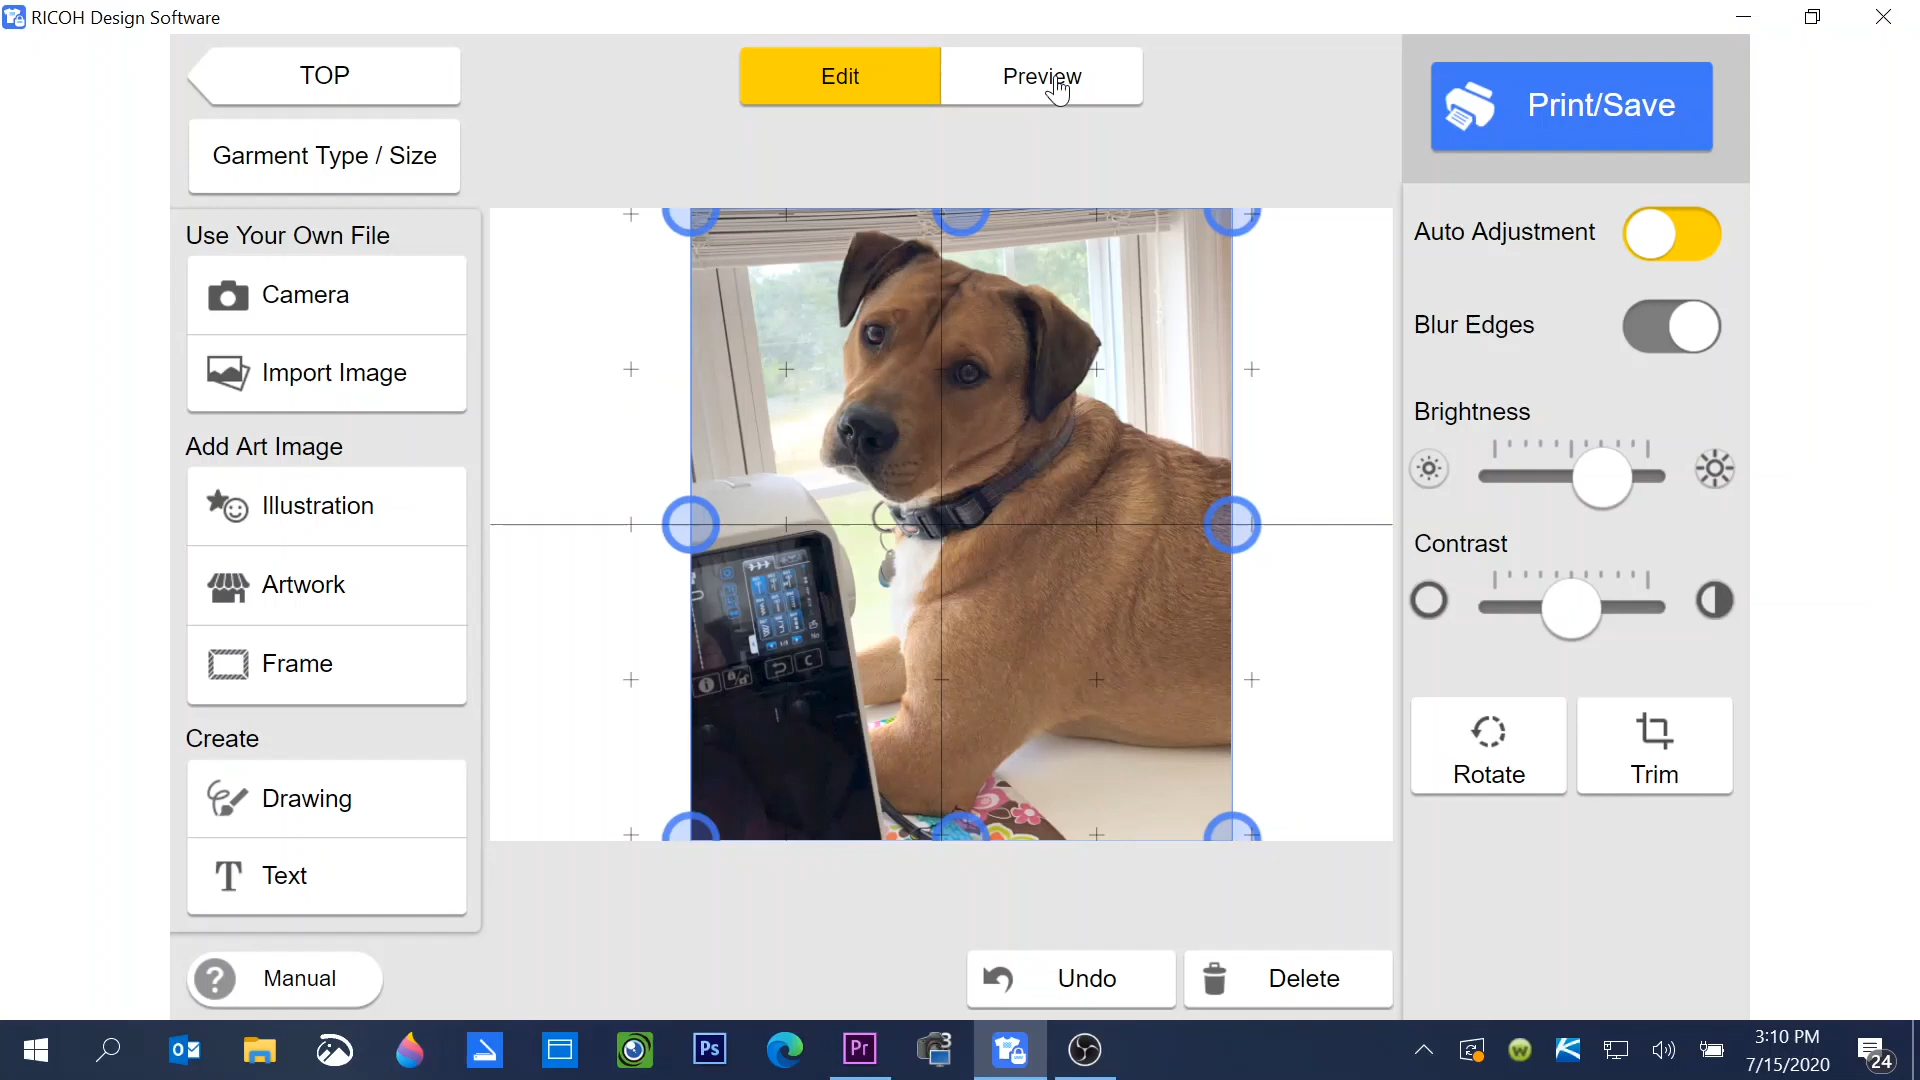 RICOH Design Software
TOP
Edit
Preview
Print/Save
Garment Type / Size
Use Your Own File
Camera
Import Image
Add Art Image
Illustration
Artwork
Frame
Create
Drawing
Text
Manual
Undo
Delete
Auto Adjustment
Blur Edges
Brightness
Contrast
Rotate
Trim
Ps
Pr
3
3:10 PM
7/15/2020
24